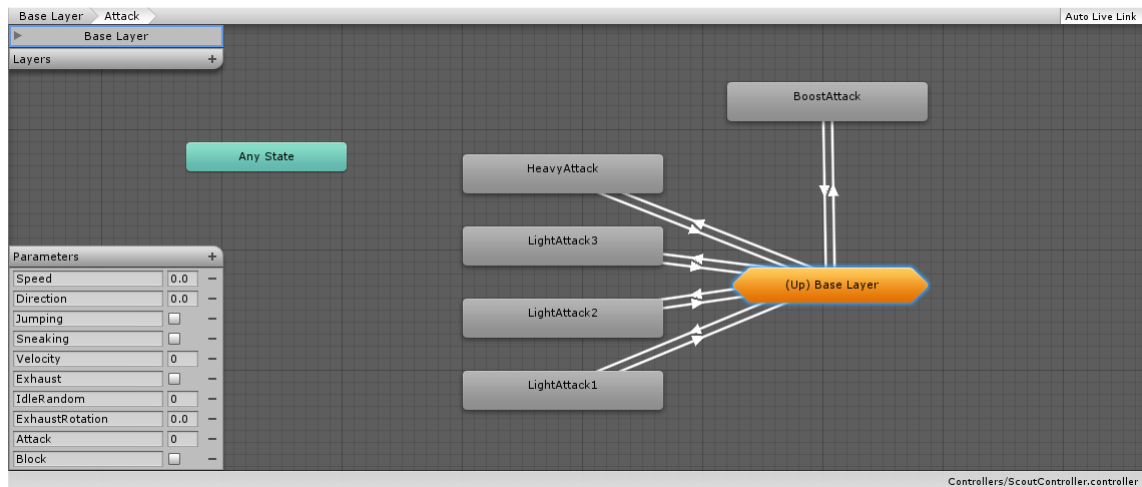 Base Layer Attack Auto Live Link
Base Layer
Layers +
BoostAttack
Any State
HeavyAttack
LightAttack3
(Up) Base Layer
LightAttack2
LightAttack1
Parameters +
Speed 0.0 −
Direction 0.0 −
Jumping −
Sneaking −
Velocity 0 −
Exhaust −
IdleRandom 0 −
ExhaustRotation 0.0 −
Attack 0 −
Block −
Controllers/ScoutController.controller